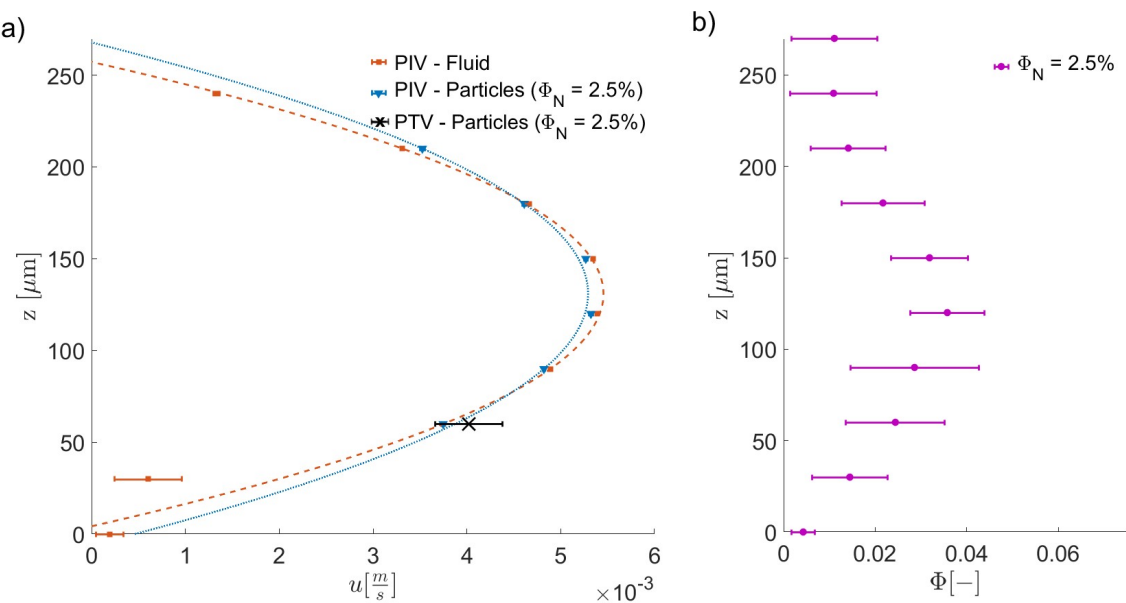 a)
PIV - Fluid
PIV - Particles (Φ_N = 2.5%)
PTV - Particles (Φ_N = 2.5%)
250
200
150
100
50
0
z [μm]
0 1 2 3 4 5 6
×10^-3
u[m/s]
b)
Φ_N = 2.5%
250
200
150
100
50
0
z [μm]
0 0.02 0.04 0.06
Φ[−]